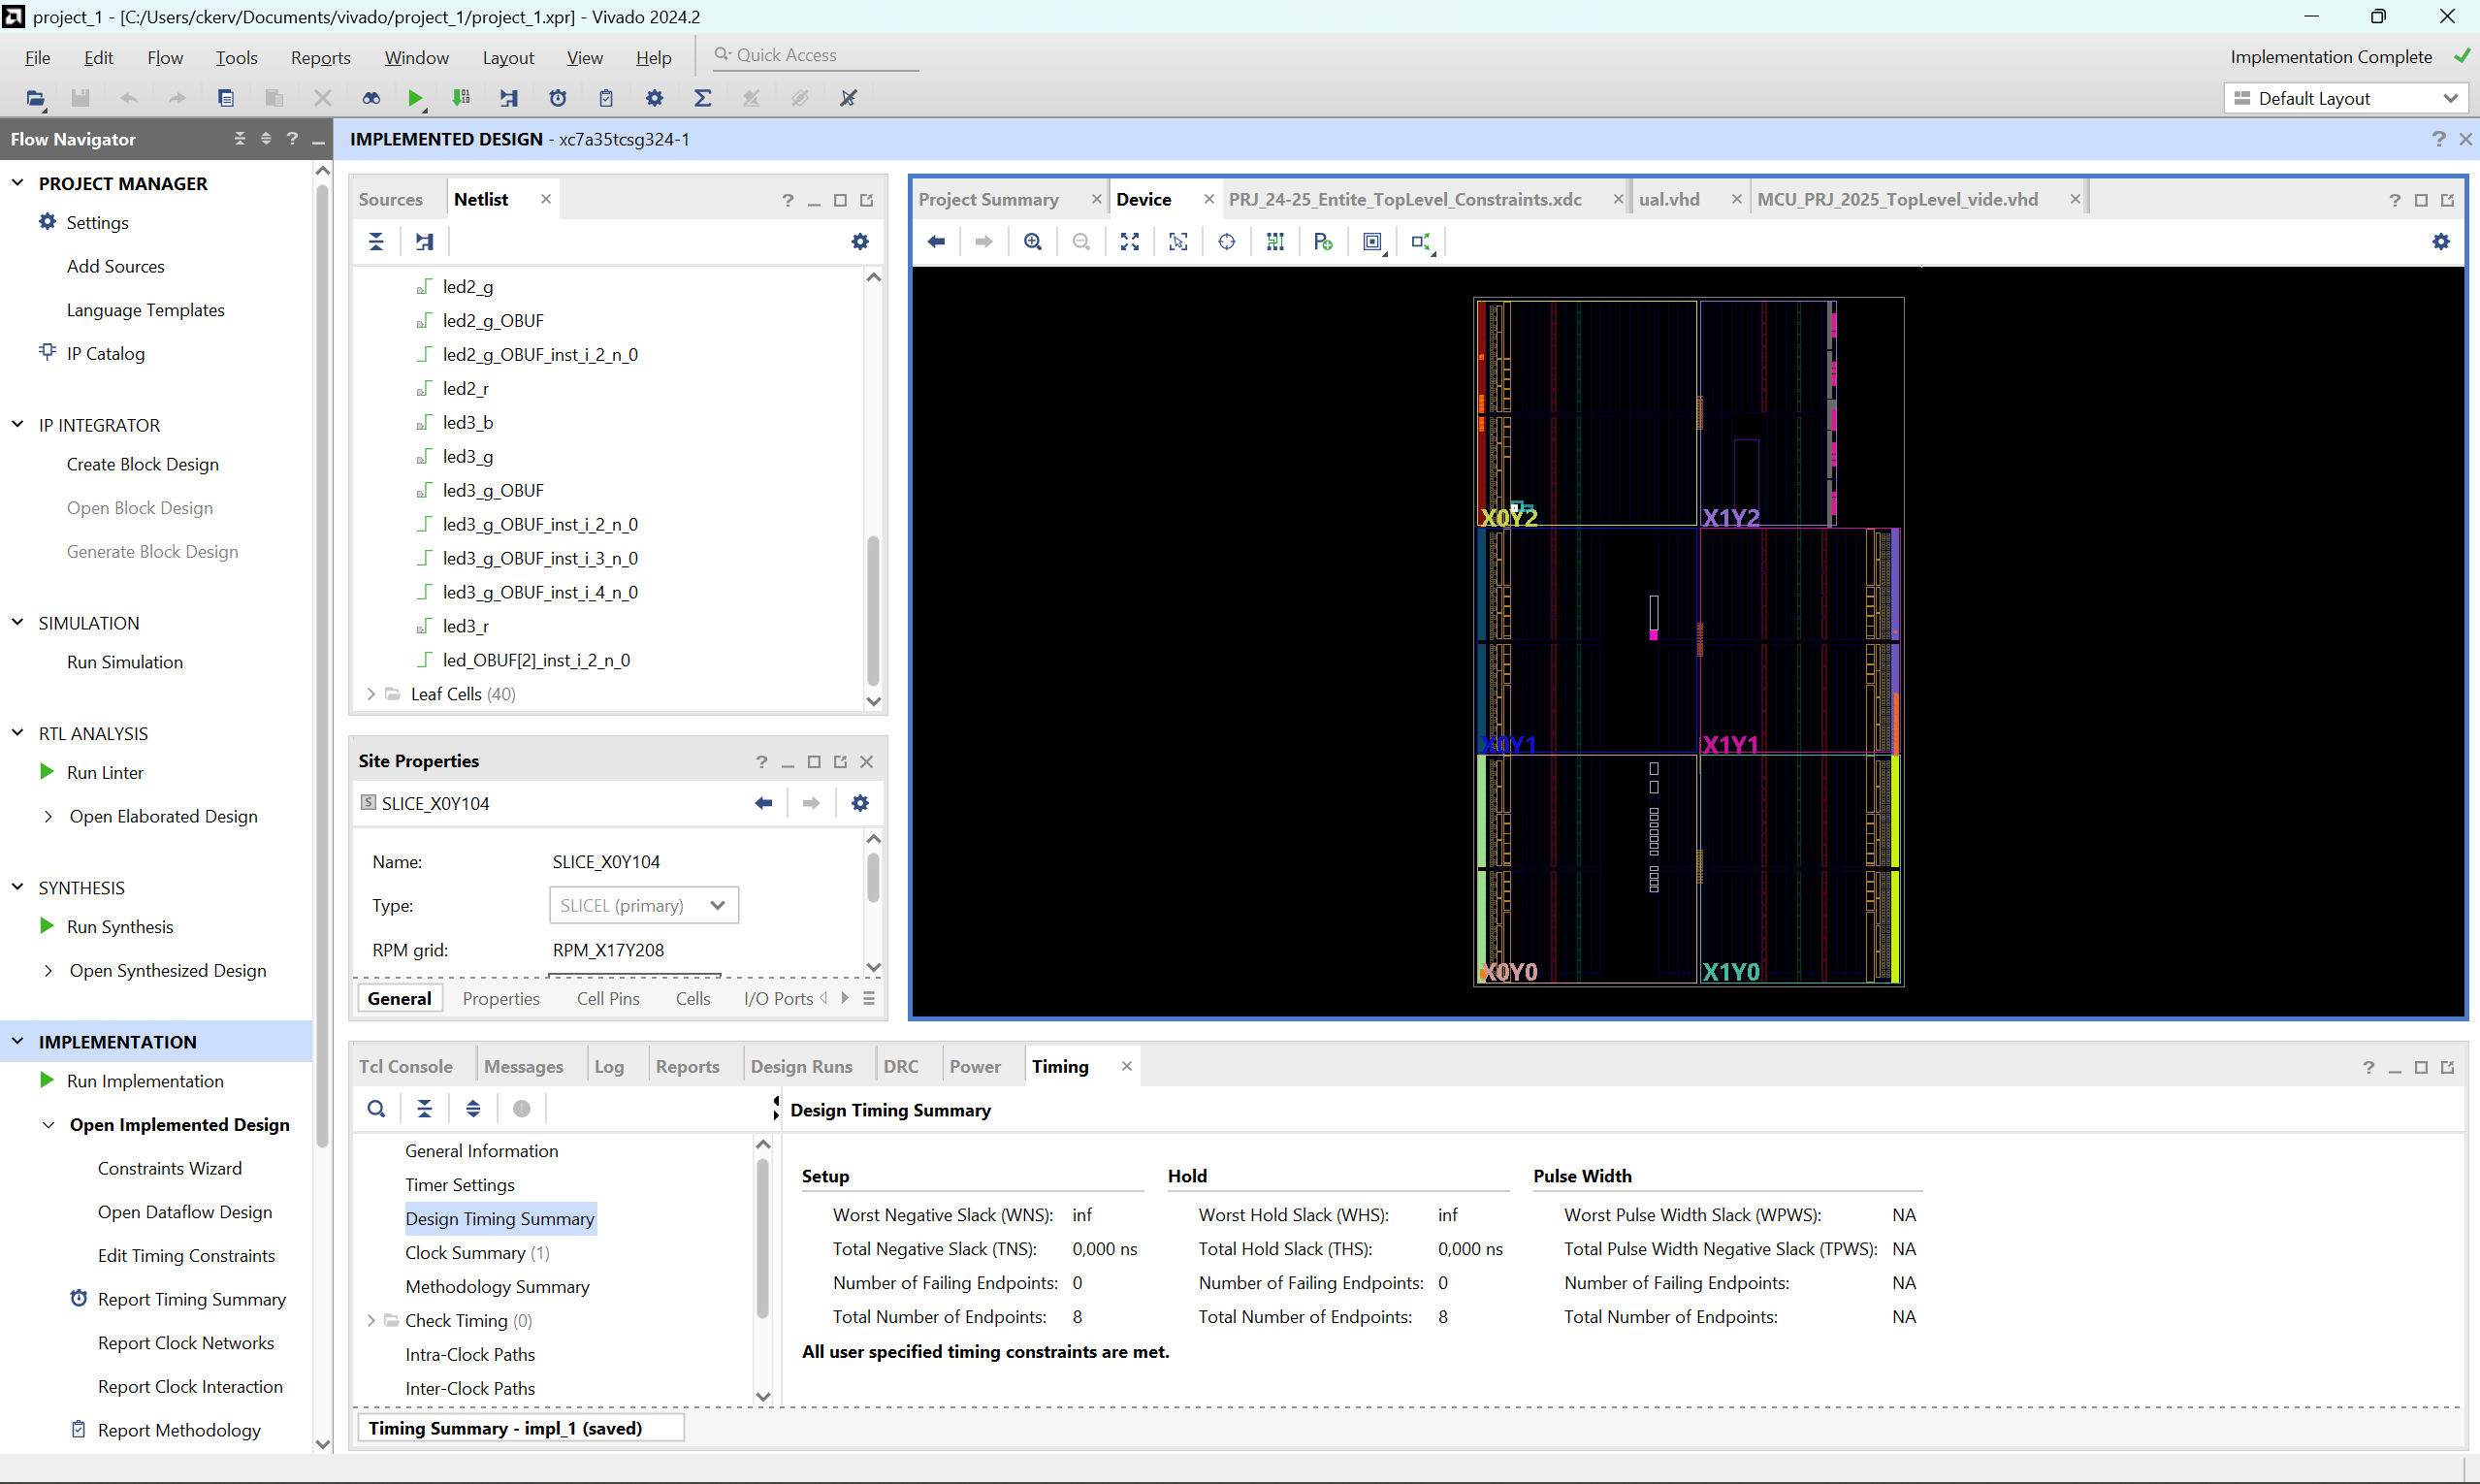 project_1 - [C:/Users/ckerv/Documents/vivado/project_1/project_1.xpr] - Vivado 2024.2
File Edit Flow Tools Reports Window Layout View Help Quick Access Implementation Complete
Default Layout
Flow Navigator
IMPLEMENTED DESIGN - xc7a35tcsg324-1
PROJECT MANAGER
Settings
Add Sources
Language Templates
IP Catalog
IP INTEGRATOR
Create Block Design
Open Block Design
Generate Block Design
SIMULATION
Run Simulation
RTL ANALYSIS
Run Linter
Open Elaborated Design
SYNTHESIS
Run Synthesis
Open Synthesized Design
IMPLEMENTATION
Run Implementation
Open Implemented Design
Constraints Wizard
Open Dataflow Design
Edit Timing Constraints
Report Timing Summary
Report Clock Networks
Report Clock Interaction
Report Methodology
Sources Netlist
led2_g
led2_g_OBUF
led2_g_OBUF_inst_i_2_n_0
led2_r
led3_b
led3_g
led3_g_OBUF
led3_g_OBUF_inst_i_2_n_0
led3_g_OBUF_inst_i_3_n_0
led3_g_OBUF_inst_i_4_n_0
led3_r
led_OBUF[2]_inst_i_2_n_0
Leaf Cells (40)
Site Properties
SLICE_X0Y104
Name: SLICE_X0Y104
Type: SLICEL (primary)
RPM grid: RPM_X17Y208
General Properties Cell Pins Cells I/O Ports
Project Summary Device PRJ_24-25_Entite_TopLevel_Constraints.xdc ual.vhd MCU_PRJ_2025_TopLevel_vide.vhd
X0Y2 X1Y2
X0Y1 X1Y1
X0Y0 X1Y0
Tcl Console Messages Log Reports Design Runs DRC Power Timing
General Information
Timer Settings
Design Timing Summary
Clock Summary (1)
Methodology Summary
Check Timing (0)
Intra-Clock Paths
Inter-Clock Paths
Design Timing Summary
Setup Hold Pulse Width
Worst Negative Slack (WNS): inf Worst Hold Slack (WHS): inf Worst Pulse Width Slack (WPWS): NA
Total Negative Slack (TNS): 0,000 ns Total Hold Slack (THS): 0,000 ns Total Pulse Width Negative Slack (TPWS): NA
Number of Failing Endpoints: 0 Number of Failing Endpoints: 0 Number of Failing Endpoints: NA
Total Number of Endpoints: 8 Total Number of Endpoints: 8 Total Number of Endpoints: NA
All user specified timing constraints are met.
Timing Summary - impl_1 (saved)